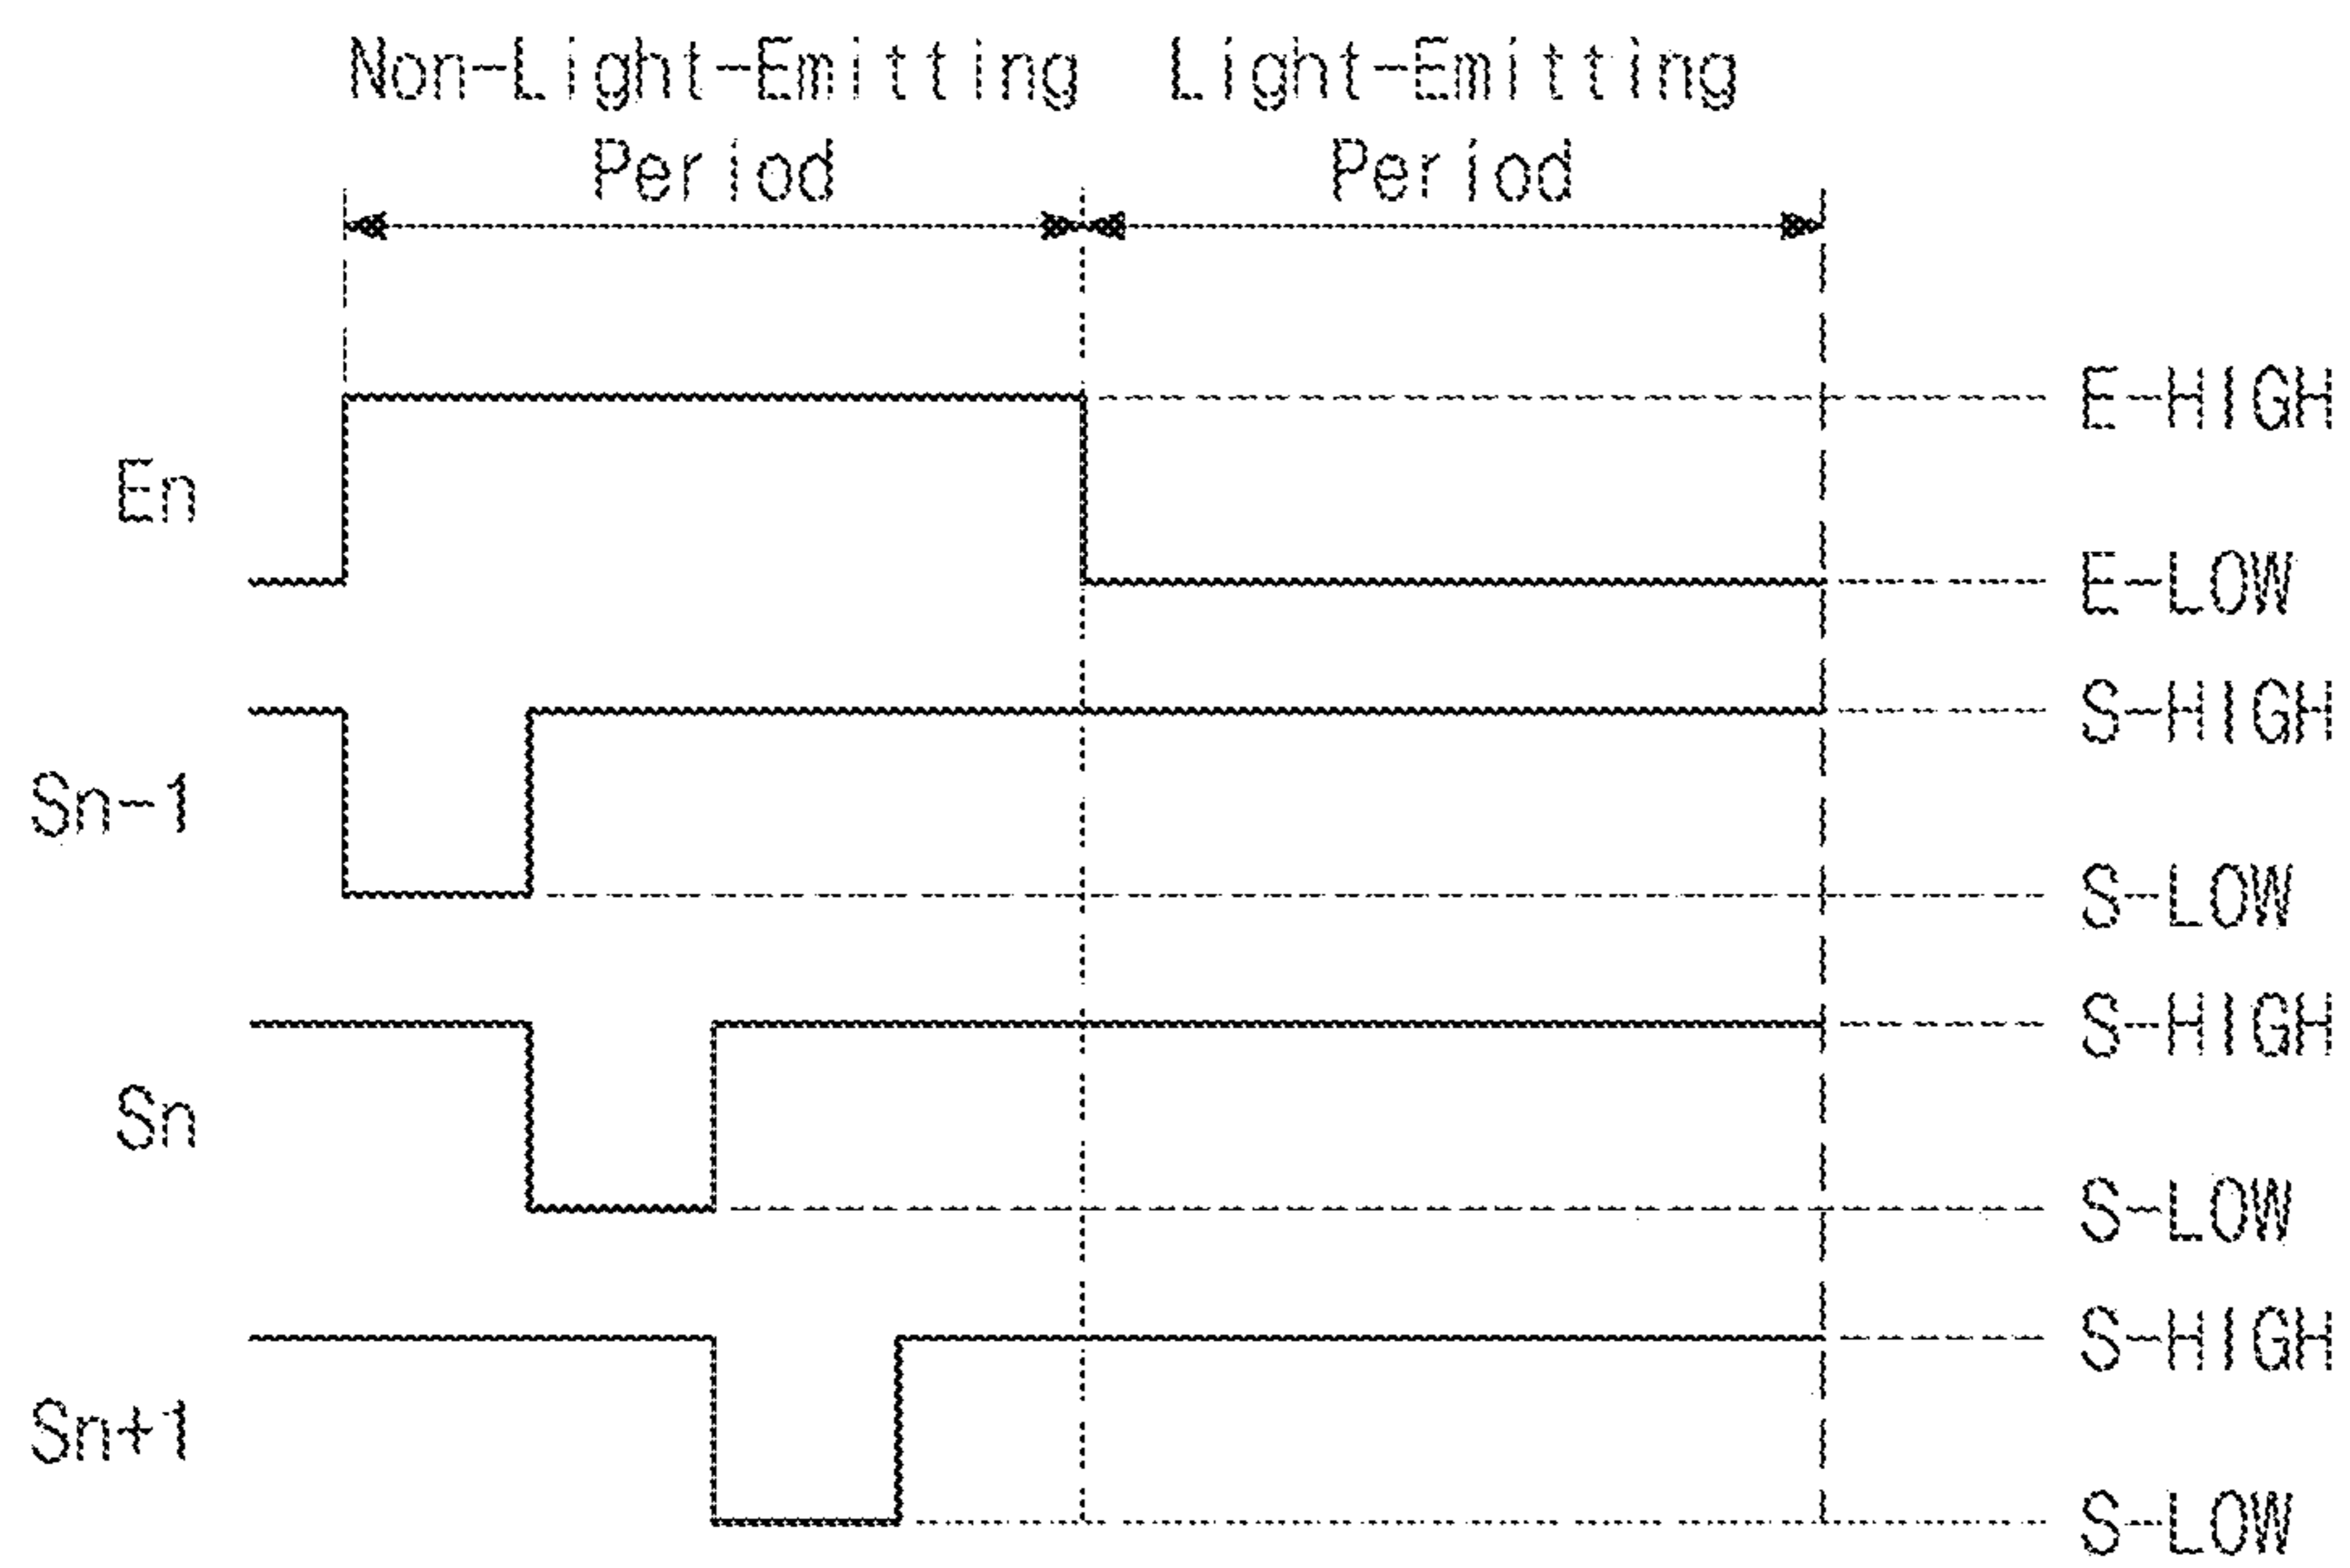 Non-Light-Emitting
Period
Light-Emitting
Period
E-HIGH
En
E-LOW
S-HIGH
Sn-1
S-LOW
S-HIGH
Sn
S-LOW
S-HIGH
Sn+1
S-LOW